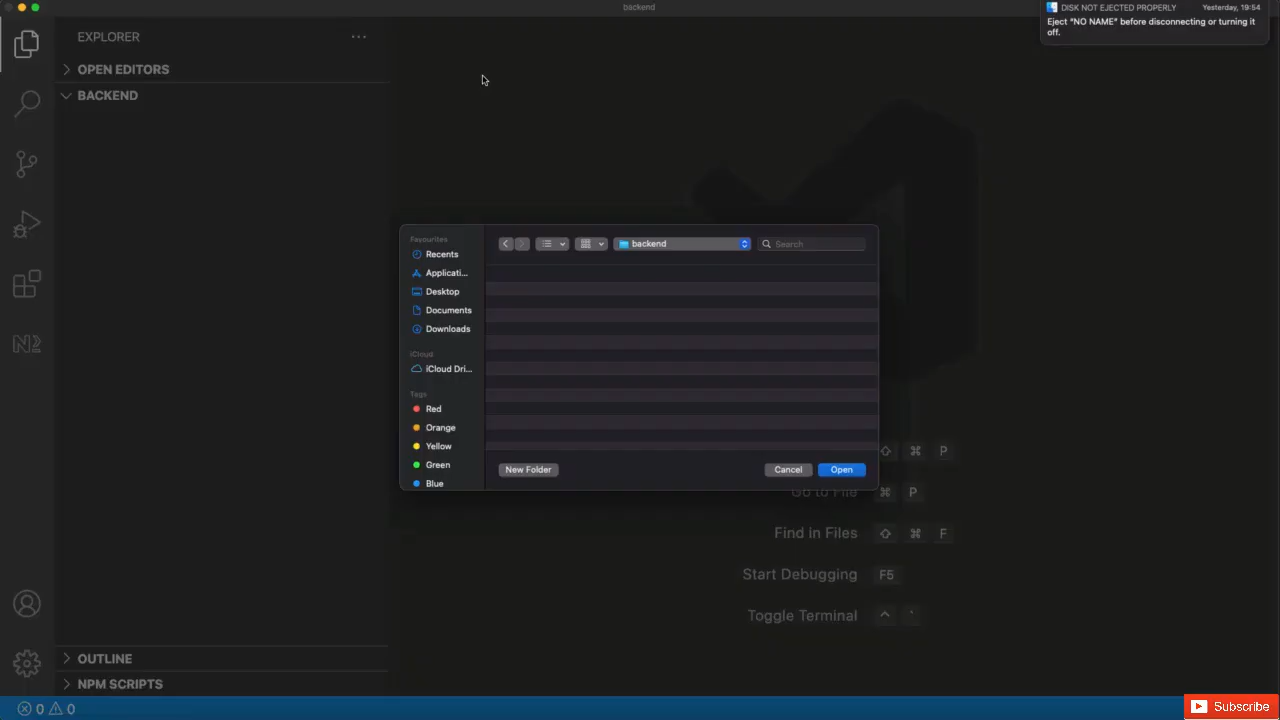 backend
DISK NOT EJECTED PROPERLY
Yesterday, 19:54
Eject “NO NAME” before disconnecting or turning it
off.
EXPLORER
OPEN EDITORS
BACKEND
Favourites
Recents
Applicati...
Desktop
Documents
Downloads
iCloud
iCloud Dri...
Tags
Red
Orange
Yellow
Green
Blue
backend
Search
New Folder
Cancel
Open
⇧ ⌘ P
Go to File ⌘ P
Find in Files ⇧ ⌘ F
Start Debugging F5
Toggle Terminal ^ `
OUTLINE
NPM SCRIPTS
0 0
Subscribe